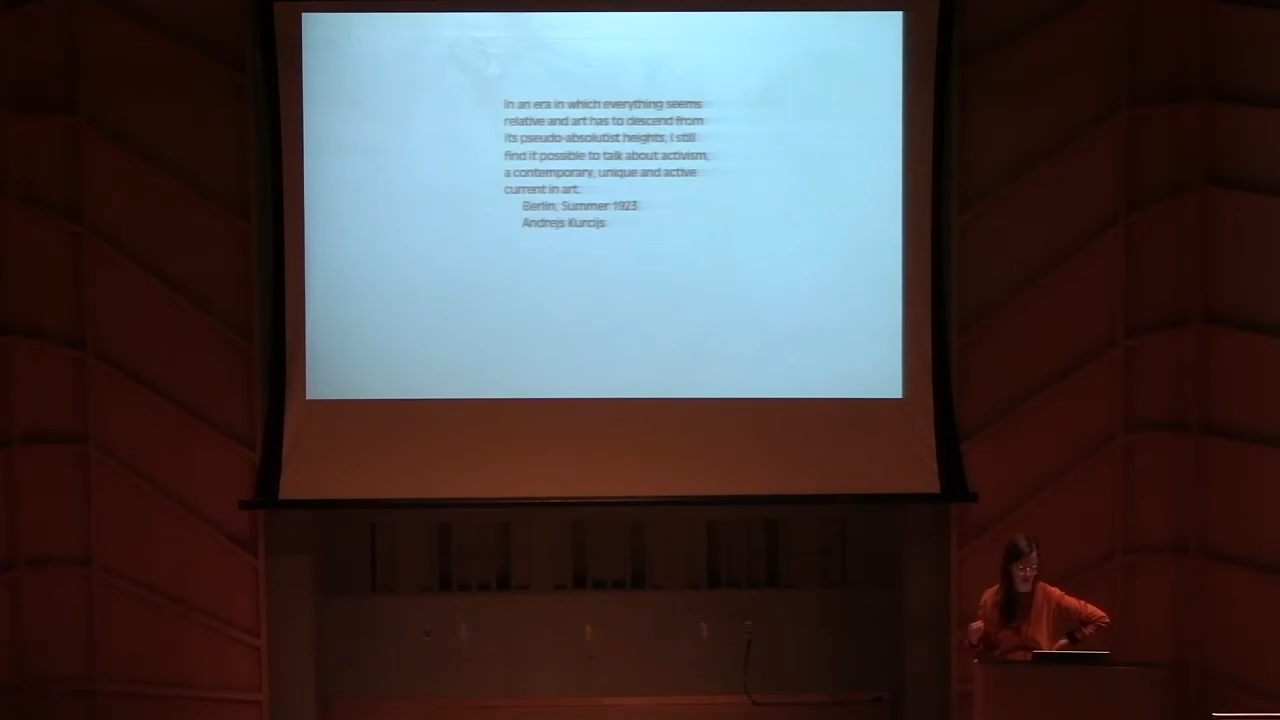 In an era in which everything seems
relative and art has to descend from
its pseudo-absolutist heights, I still
find it possible to talk about activism,
a contemporary, unique and active
current in art.
Berlin, Summer 1923
Andrejs Kurcijs